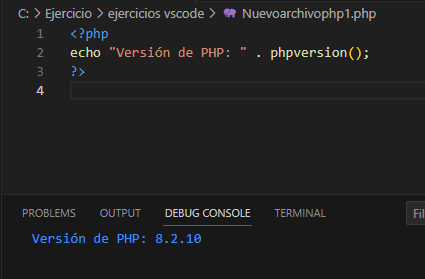 C: > Ejercicio > ejercicios vscode > Nuevoarchivophp1.php
1 <?php
2 echo "Versión de PHP: " . phpversion();
3 ?>
4
PROBLEMS OUTPUT DEBUG CONSOLE TERMINAL Fil
Versión de PHP: 8.2.10